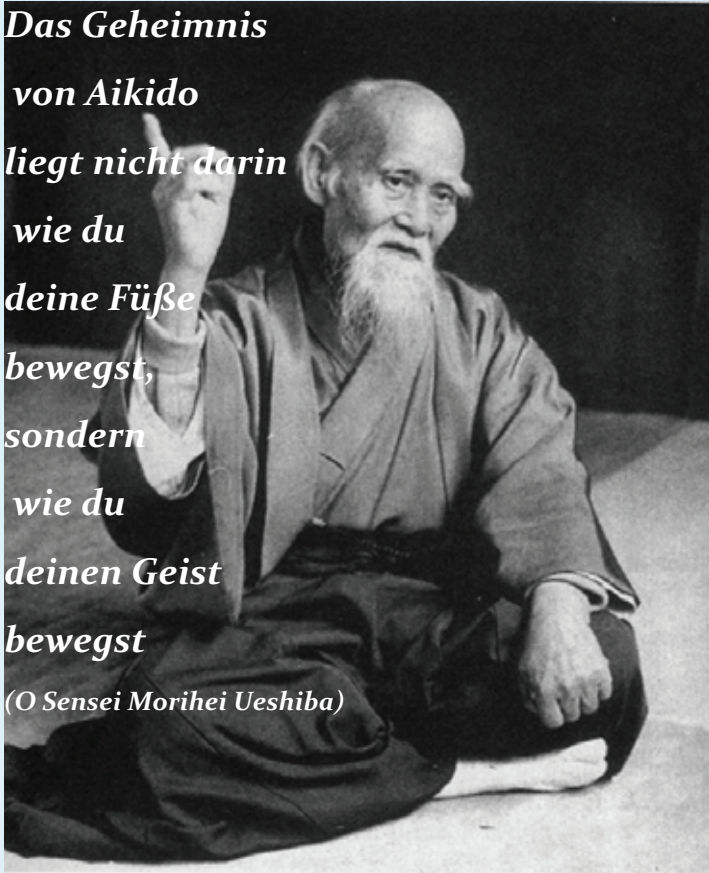 Das Geheimnis
von Aikido
liegt nicht darin
wie du
deine Füße
bewegst,
sondern
wie du
deinen Geist
bewegst
(O Sensei Morihei Ueshiba)